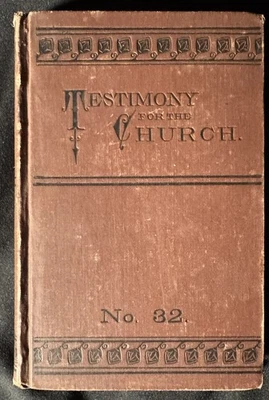 TESTIMONY
FOR THE
CHURCH.
No. 32.